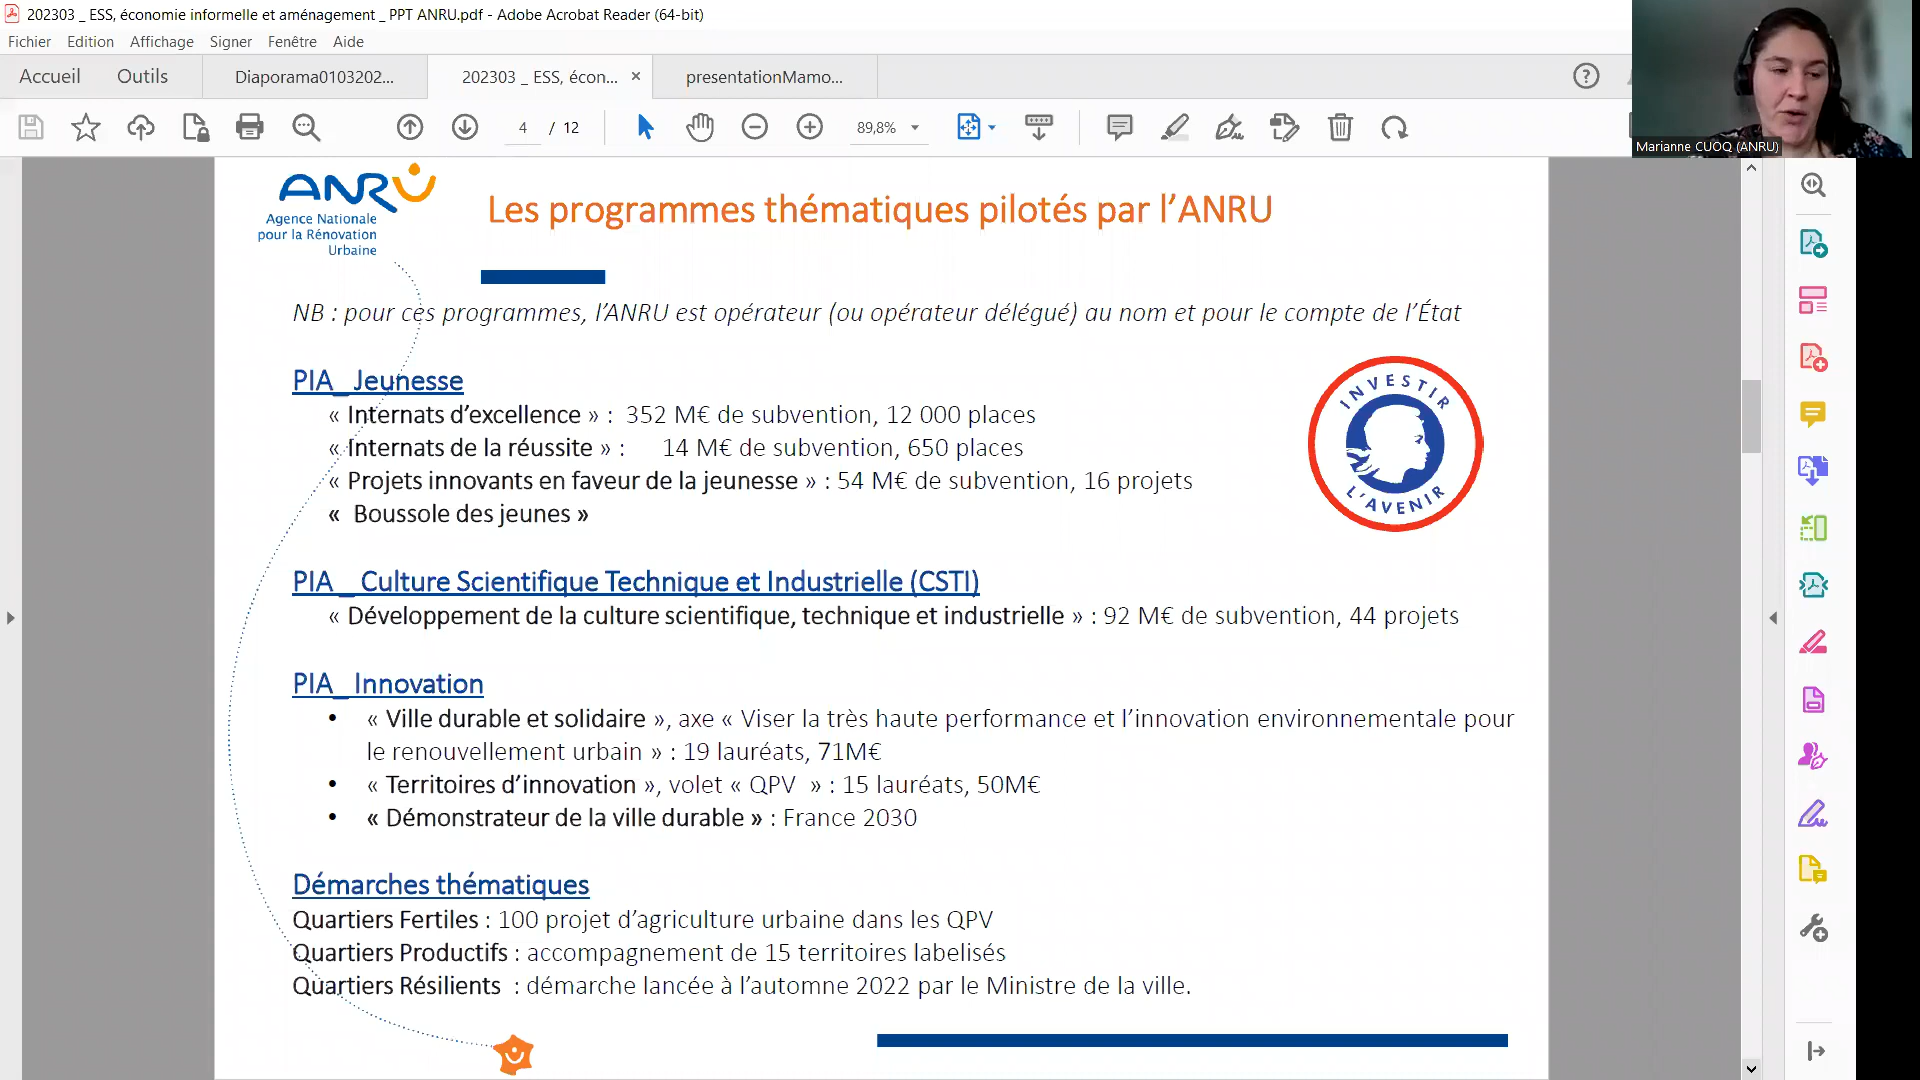 202303 _ ESS, économie informelle et aménagement _ PPT ANRU.pdf - Adobe Acrobat Reader (64-bit)
Fichier Edition Affichage Signer Fenêtre Aide
Accueil Outils Diaporama0103202... 202303 _ ESS, écon... × presentationMamo...
4 / 12 89,8%
Marianne CUOQ (ANRU)
ANRU
Agence Nationale
pour la Rénovation
Urbaine
Les programmes thématiques pilotés par l’ANRU
NB : pour ces programmes, l’ANRU est opérateur (ou opérateur délégué) au nom et pour le compte de l’État
PIA_ Jeunesse
« Internats d’excellence » : 352 M€ de subvention, 12 000 places
« Internats de la réussite » : 14 M€ de subvention, 650 places
« Projets innovants en faveur de la jeunesse » : 54 M€ de subvention, 16 projets
« Boussole des jeunes »
INVESTIR
L’AVENIR
PIA_ Culture Scientifique Technique et Industrielle (CSTI)
« Développement de la culture scientifique, technique et industrielle » : 92 M€ de subvention, 44 projets
PIA_ Innovation
• « Ville durable et solidaire », axe « Viser la très haute performance et l’innovation environnementale pour
le renouvellement urbain » : 19 lauréats, 71M€
• « Territoires d’innovation », volet « QPV » : 15 lauréats, 50M€
• « Démonstrateur de la ville durable » : France 2030
Démarches thématiques
Quartiers Fertiles : 100 projet d’agriculture urbaine dans les QPV
Quartiers Productifs : accompagnement de 15 territoires labelisés
Quartiers Résilients : démarche lancée à l’automne 2022 par le Ministre de la ville.